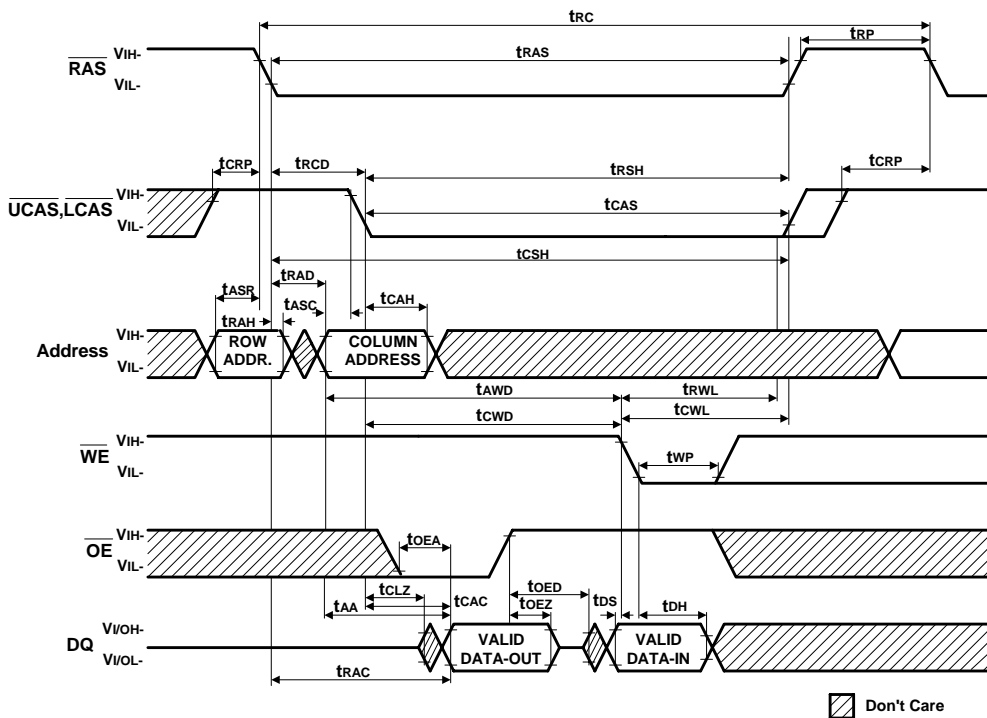 tRC
tRP
VIH-
RAS
tRAS
VIL-
tCRP
tRCD
tRSH
tCRP
VIH-
UCAS,LCAS
tCAS
VIL-
tCSH
tRAD
tASR
tASC
tCAH
tRAH
VIH-
Address
ROW
ADDR.
COLUMN
ADDRESS
VIL-
tAWD
tRWL
tCWD
tCWL
VIH-
WE
tWP
VIL-
VIH-
OE
tOEA
VIL-
tCLZ
tOED
tAA
tCAC
tOEZ
tDS
tDH
VI/OH-
DQ
VALID
DATA-OUT
VALID
DATA-IN
VI/OL-
tRAC
Don't Care